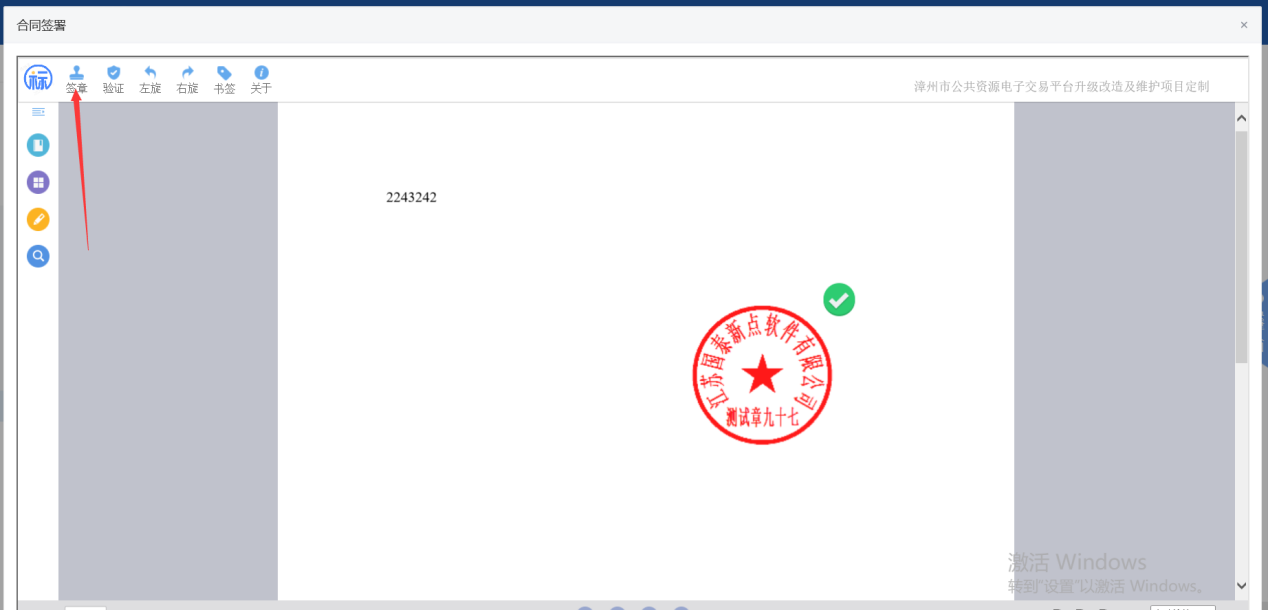 合同签署
×
标
签章 验证 左旋 右旋 书签 关于
漳州市公共资源电子交易平台升级改造及维护项目定制
2243242
江苏国泰新点软件有限公司
测试章九十七
激活 Windows
转到"设置"以激活 Windows。